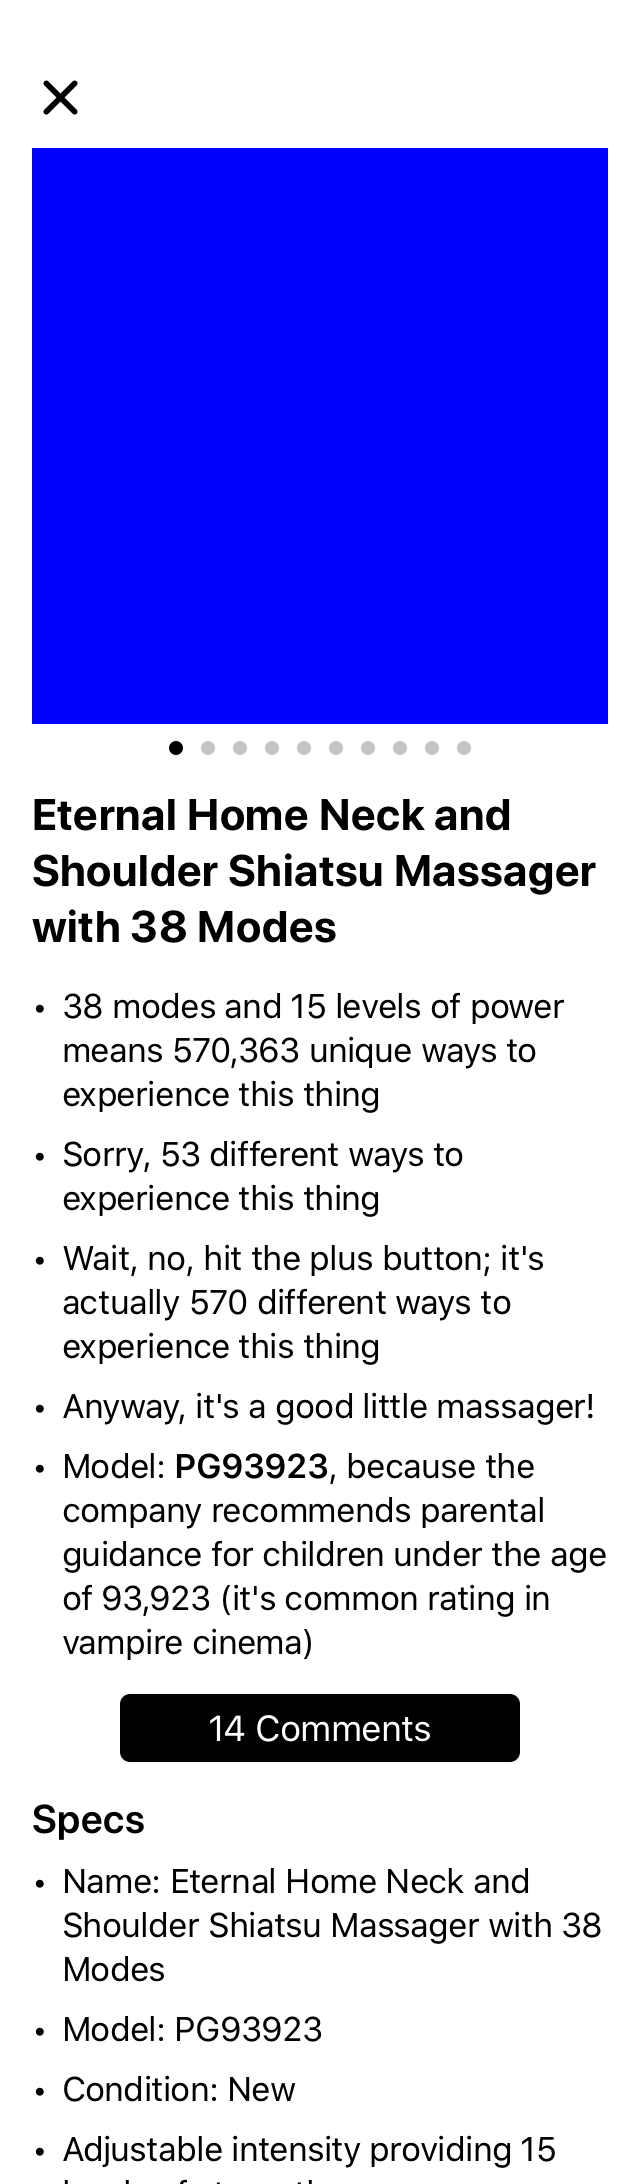 Eternal Home Neck and
Shoulder Shiatsu Massager
with 38 Modes
• 38 modes and 15 levels of power
means 570,363 unique ways to
experience this thing
• Sorry, 53 different ways to
experience this thing
• Wait, no, hit the plus button; it's
actually 570 different ways to
experience this thing
• Anyway, it's a good little massager!
• Model: PG93923, because the
company recommends parental
guidance for children under the age
of 93,923 (it's common rating in
vampire cinema)
14 Comments
Specs
• Name: Eternal Home Neck and
Shoulder Shiatsu Massager with 38
Modes
• Model: PG93923
• Condition: New
• Adjustable intensity providing 15